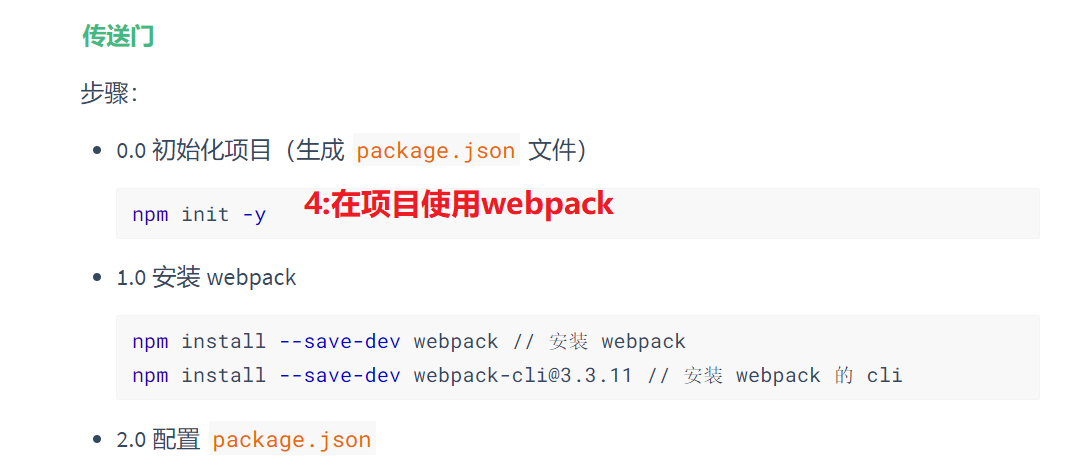 传送门
步骤：
0.0 初始化项目（生成 package.json 文件）
npm init -y
4:在项目使用webpack
1.0 安装 webpack
npm install --save-dev webpack // 安装 webpack
npm install --save-dev webpack-cli@3.3.11 // 安装 webpack 的 cli
2.0 配置 package.json